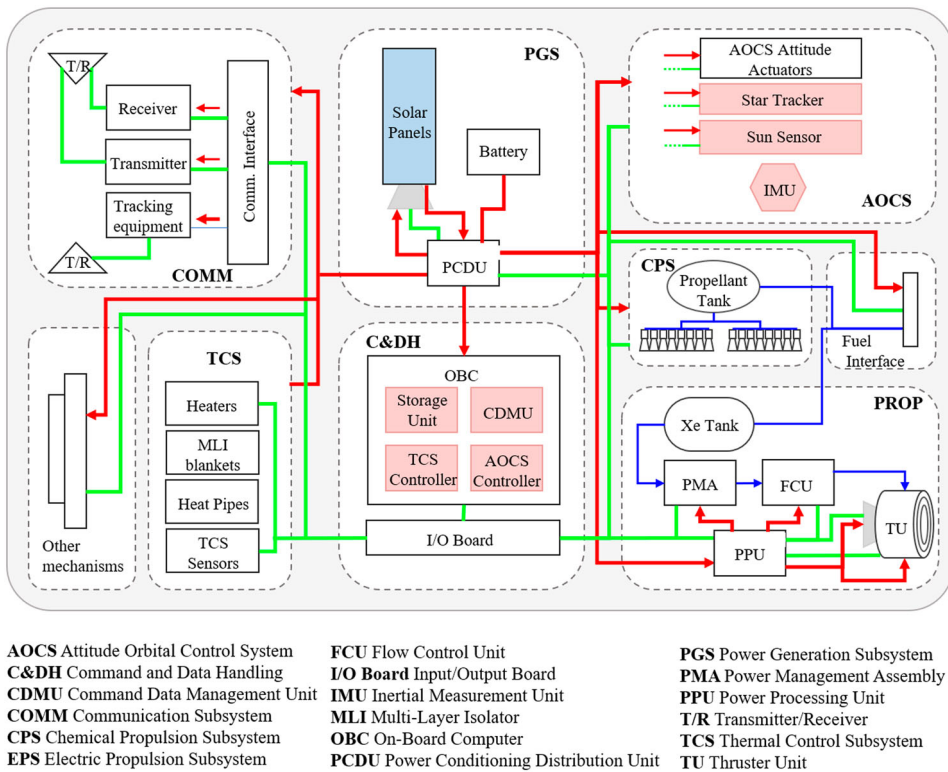 T/R
Receiver
Transmitter
Tracking
equipment
T/R
Comm. Interface
COMM
PGS
Solar
Panels
Battery
PCDU
AOCS Attitude
Actuators
Star Tracker
Sun Sensor
IMU
AOCS
CPS
Propellant
Tank
Fuel
Interface
Other
mechanisms
TCS
Heaters
MLI
blankets
Heat Pipes
TCS
Sensors
C&DH
OBC
Storage
Unit
CDMU
TCS
Controller
AOCS
Controller
I/O Board
PROP
Xe Tank
PMA
FCU
PPU
TU
AOCS Attitude Orbital Control System
C&DH Command and Data Handling
CDMU Command Data Management Unit
COMM Communication Subsystem
CPS Chemical Propulsion Subsystem
EPS Electric Propulsion Subsystem
FCU Flow Control Unit
I/O Board Input/Output Board
IMU Inertial Measurement Unit
MLI Multi-Layer Isolator
OBC On-Board Computer
PCDU Power Conditioning Distribution Unit
PGS Power Generation Subsystem
PMA Power Management Assembly
PPU Power Processing Unit
T/R Transmitter/Receiver
TCS Thermal Control Subsystem
TU Thruster Unit